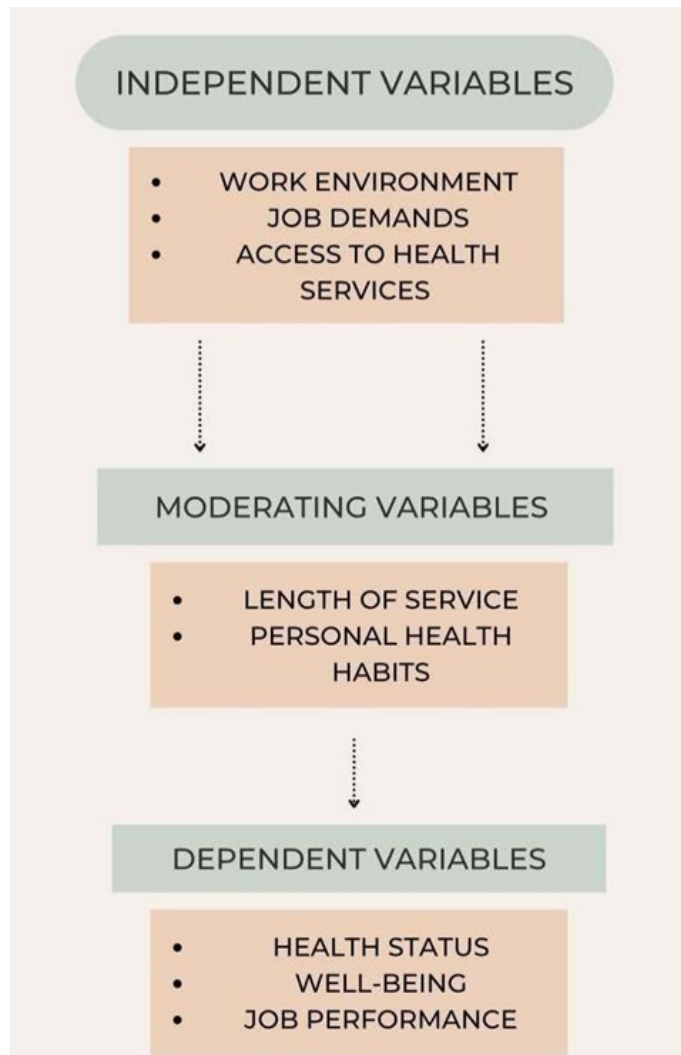 INDEPENDENT VARIABLES
• WORK ENVIRONMENT
• JOB DEMANDS
• ACCESS TO HEALTH
SERVICES
MODERATING VARIABLES
• LENGTH OF SERVICE
• PERSONAL HEALTH
HABITS
DEPENDENT VARIABLES
• HEALTH STATUS
• WELL-BEING
• JOB PERFORMANCE